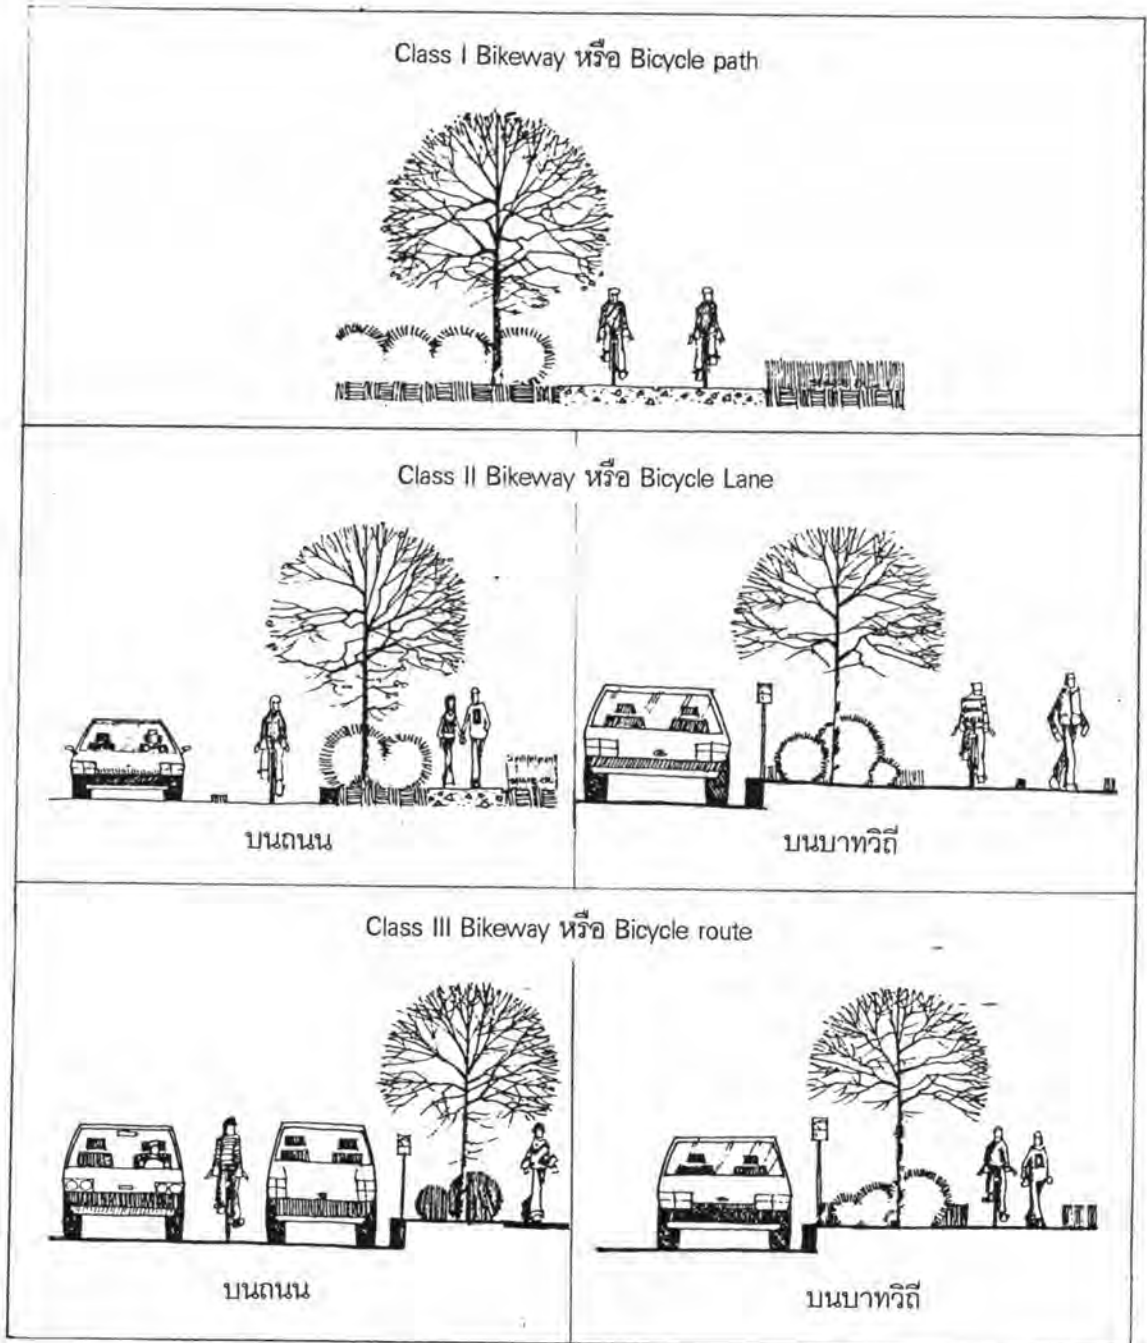 Class I Bikeway หรือ Bicycle path
Class II Bikeway หรือ Bicycle Lane
บนถนน
บนบาทวิถี
Class III Bikeway หรือ Bicycle route
บนถนน
บนบาทวิถี